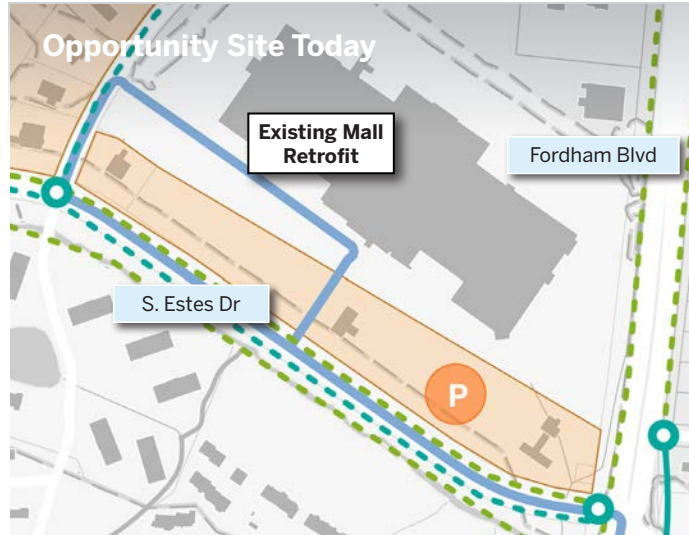 Opportunity Site Today
Existing Mall
Retrofit
Fordham Blvd
S. Estes Dr
P